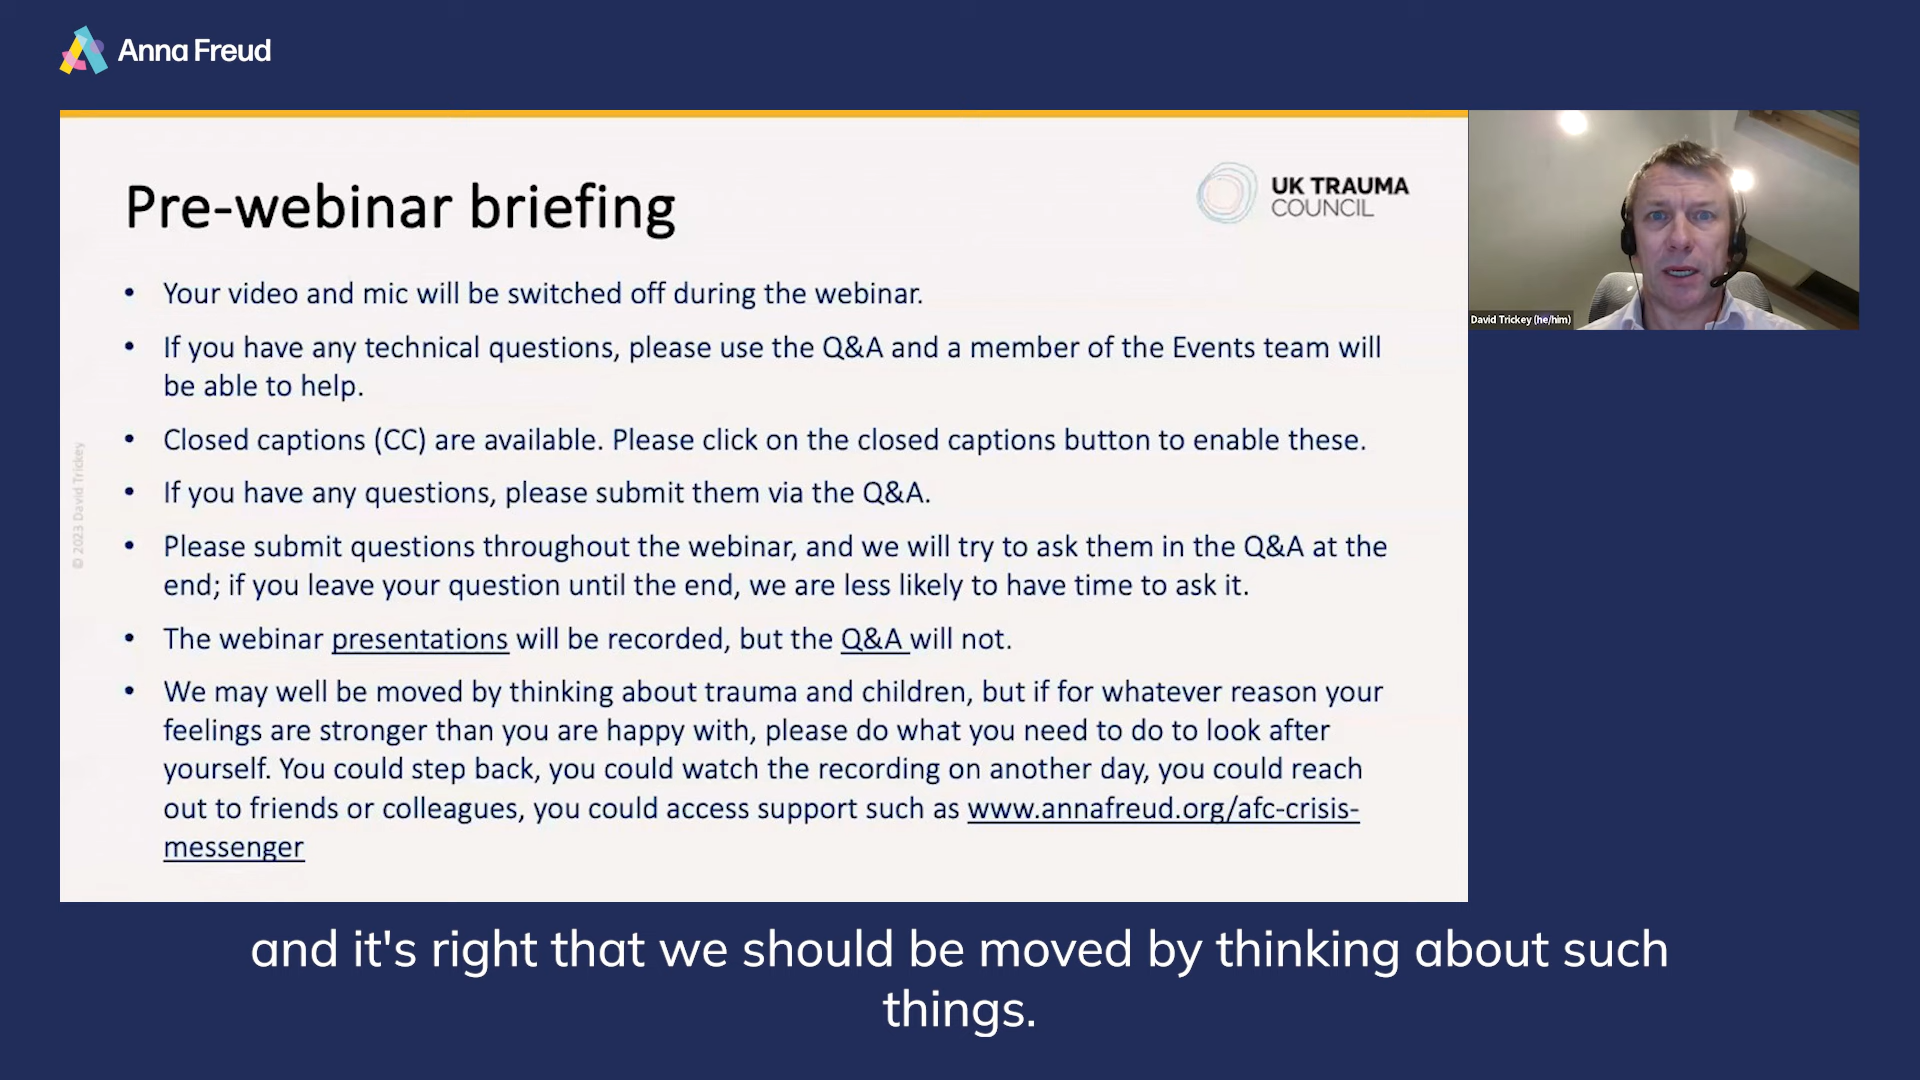 Anna Freud
Pre-webinar briefing
UK TRAUMA
COUNCIL
• Your video and mic will be switched off during the webinar.
• If you have any technical questions, please use the Q&A and a member of the Events team will
be able to help.
• Closed captions (CC) are available. Please click on the closed captions button to enable these.
• If you have any questions, please submit them via the Q&A.
• Please submit questions throughout the webinar, and we will try to ask them in the Q&A at the
end; if you leave your question until the end, we are less likely to have time to ask it.
• The webinar presentations will be recorded, but the Q&A will not.
• We may well be moved by thinking about trauma and children, but if for whatever reason your
feelings are stronger than you are happy with, please do what you need to do to look after
yourself. You could step back, you could watch the recording on another day, you could reach
out to friends or colleagues, you could access support such as www.annafreud.org/afc-crisis-
messenger
© 2023 David Trickey
David Trickey (he/him)
and it's right that we should be moved by thinking about such
things.